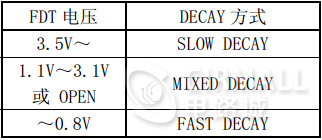 FDT 电压 DECAY 方式
3.5V～ SLOW DECAY
1.1V～3.1V
或 OPEN MIXED DECAY
～0.8V FAST DECAY